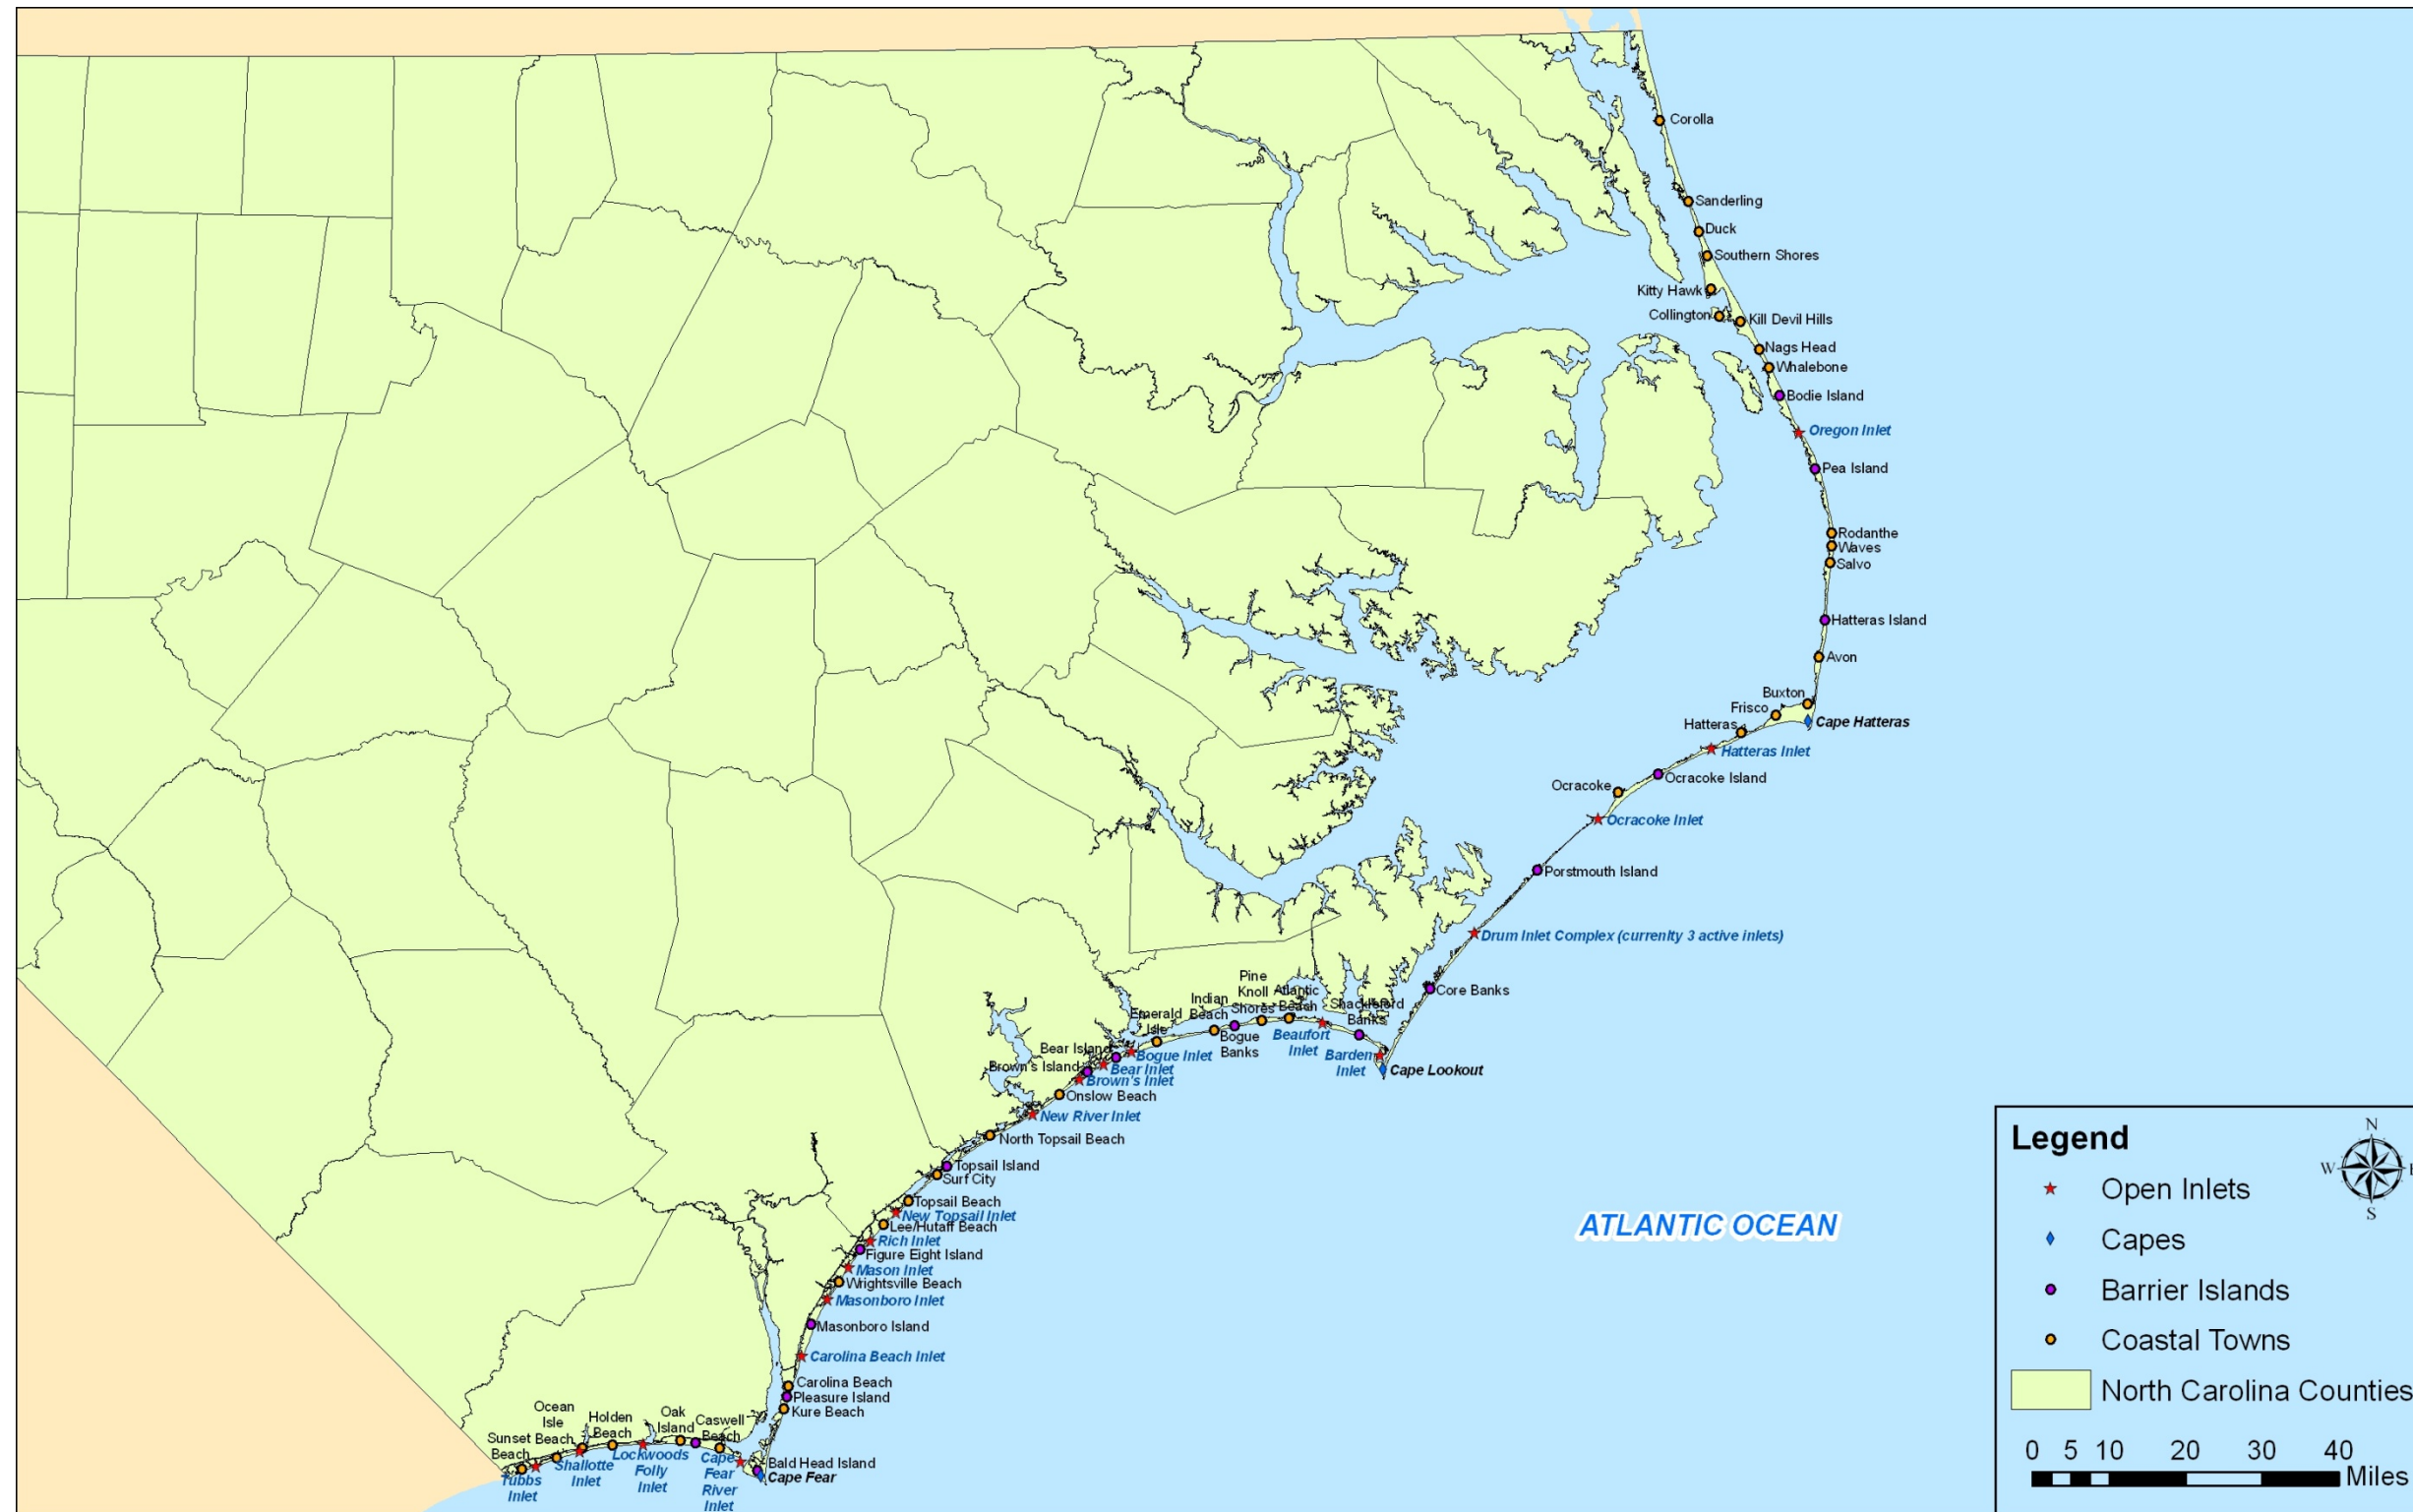 Corolla
Sanderling
Duck
Southern Shores
Kitty Hawk
Collington
Kill Devil Hills
Nags Head
Whalebone
Bodie Island
Oregon Inlet
Pea Island
Rodanthe
Waves
Salvo
Hatteras Island
Avon
Buxton
Frisco
Cape Hatteras
Hatteras
Hatteras Inlet
Ocracoke Island
Ocracoke
Ocracoke Inlet
Porstmouth Island
Drum Inlet Complex (currenlty 3 active inlets)
Core Banks
Shackleford
Banks
Barden
Inlet
Cape Lookout
Beaufort
Inlet
Atlantic
Beach
Pine
Knoll
Shores
Indian
Beach
Bogue
Banks
Emerald
Isle
Bogue Inlet
Bear Island
Bear Inlet
Brown's Island
Brown's Inlet
Onslow Beach
New River Inlet
North Topsail Beach
Topsail Island
Surf City
Topsail Beach
New Topsail Inlet
Lee/Hutaff Beach
Rich Inlet
Figure Eight Island
Mason Inlet
Wrightsville Beach
Masonboro Inlet
Masonboro Island
Carolina Beach Inlet
Carolina Beach
Pleasure Island
Kure Beach
Bald Head Island
Cape Fear
Cape
Fear
River
Inlet
Caswell
Beach
Oak
Island
Lockwoods
Folly
Inlet
Holden
Beach
Shallotte
Inlet
Ocean
Isle
Beach
Sunset Beach
Tubbs
Inlet
ATLANTIC OCEAN
Legend
N
W
E
S
Open Inlets
Capes
Barrier Islands
Coastal Towns
North Carolina Counties
0 5 10 20 30 40
Miles